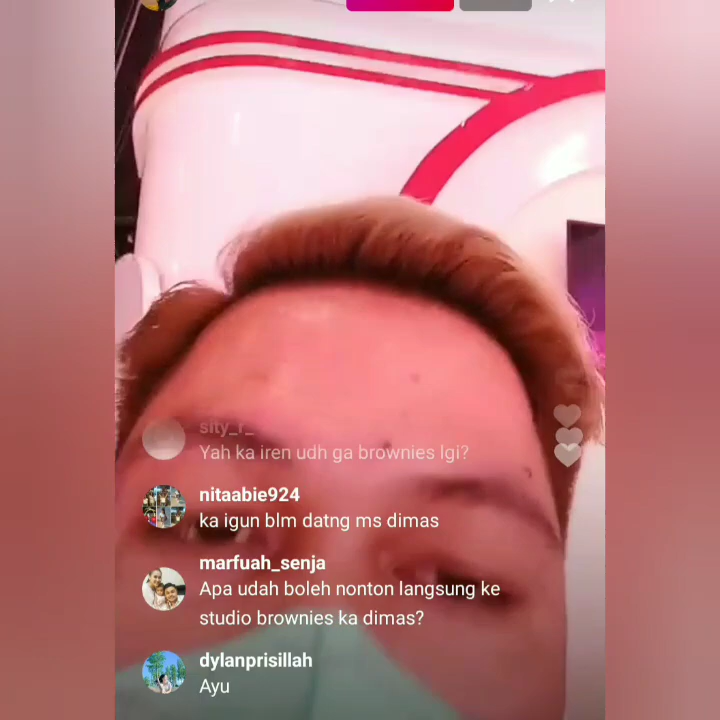 sity_r_
Yah ka iren udh ga brownies lgi?
nitaabie924
ka igun blm datng ms dimas
marfuah_senja
Apa udah boleh nonton langsung ke
studio brownies ka dimas?
dylanprisillah
Ayu